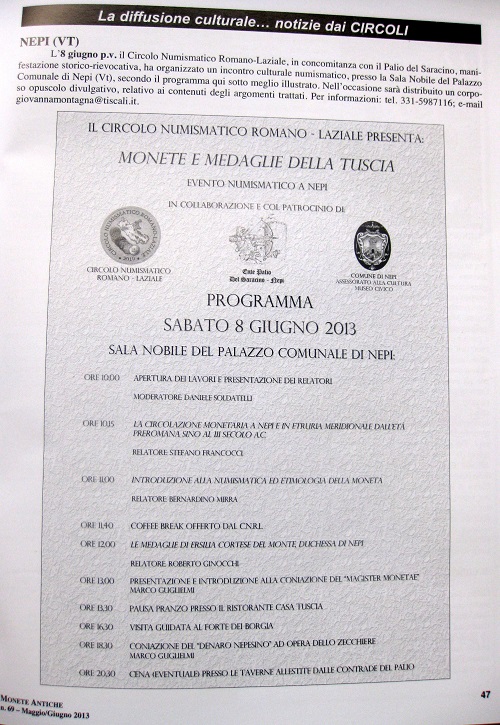 La diffusione culturale... notizie dai CIRCOLI
NEPI (VT)
L'8 giugno p.v. il Circolo Numismatico Romano-Laziale, in concomitanza con il Palio del Saracino, mani-
festazione storico-rievocativa, ha organizzato un incontro culturale numismatico, presso la Sala Nobile del Palazzo
Comunale di Nepi (Vt), secondo il programma qui sotto meglio illustrato. Nell'occasione sarà distribuito un corpo-
so opuscolo divulgativo, relativo ai contenuti degli argomenti trattati. Per informazioni: tel. 331-5987116; e-mail
giovannamontagna@tiscali.it.
IL CIRCOLO NUMISMATICO ROMANO - LAZIALE PRESENTA:
MONETE E MEDAGLIE DELLA TUSCIA
EVENTO NUMISMATICO A NEPI
IN COLLABORAZIONE E COL PATROCINIO DI:
CIRCOLO NUMISMATICO ROMANO LAZIALE
CIRCOLO NUMISMATICO
ROMANO - LAZIALE
Ente Palio
Del Saracino - Nepi
COMUNE DI NEPI
ASSESSORATO ALLA CULTURA
MUSEO CIVICO
PROGRAMMA
SABATO 8 GIUGNO 2013
SALA NOBILE DEL PALAZZO COMUNALE DI NEPI:
ORE 10.00 APERTURA DEI LAVORI E PRESENTAZIONE DEI RELATORI
MODERATORE DANIELE SOLDATELLI
ORE 10.15 LA CIRCOLAZIONE MONETARIA A NEPI E IN ETRURIA MERIDIONALE DALL'ETÀ
PREROMANA SINO AL III SECOLO A.C.
RELATORE STEFANO FRANCOCCI
ORE 11.00 INTRODUZIONE ALLA NUMISMATICA ED ETIMOLOGIA DELLA MONETA
RELATORE BERNARDINO MIRRA
ORE 11.40 COFFEE BREAK OFFERTO DAL C.N.R.L.
ORE 12.00 LE MEDAGLIE DI ERSILIA CORTESE DEL MONTE, DUCHESSA DI NEPI
RELATORE ROBERTO GINOCCHI
ORE 13.00 PRESENTAZIONE E INTRODUZIONE ALLA CONIAZIONE DEL "MAGISTER MONETAE"
MARCO GUGLIELMI
ORE 13.30 PAUSA PRANZO PRESSO IL RISTORANTE CASA TUSCIA
ORE 16.30 VISITA GUIDATA AL FORTE DEI BORGIA
ORE 18.30 CONIAZIONE DEL "DENARO NEPESINO" AD OPERA DELLO ZECCHIERE
MARCO GUGLIELMI
ORE 20.30 CENA (EVENTUALE) PRESSO LE TAVERNE ALLESTITE DALLE CONTRADE DEL PALIO
MONETE ANTICHE
n. 69 – Maggio/Giugno 2013
47